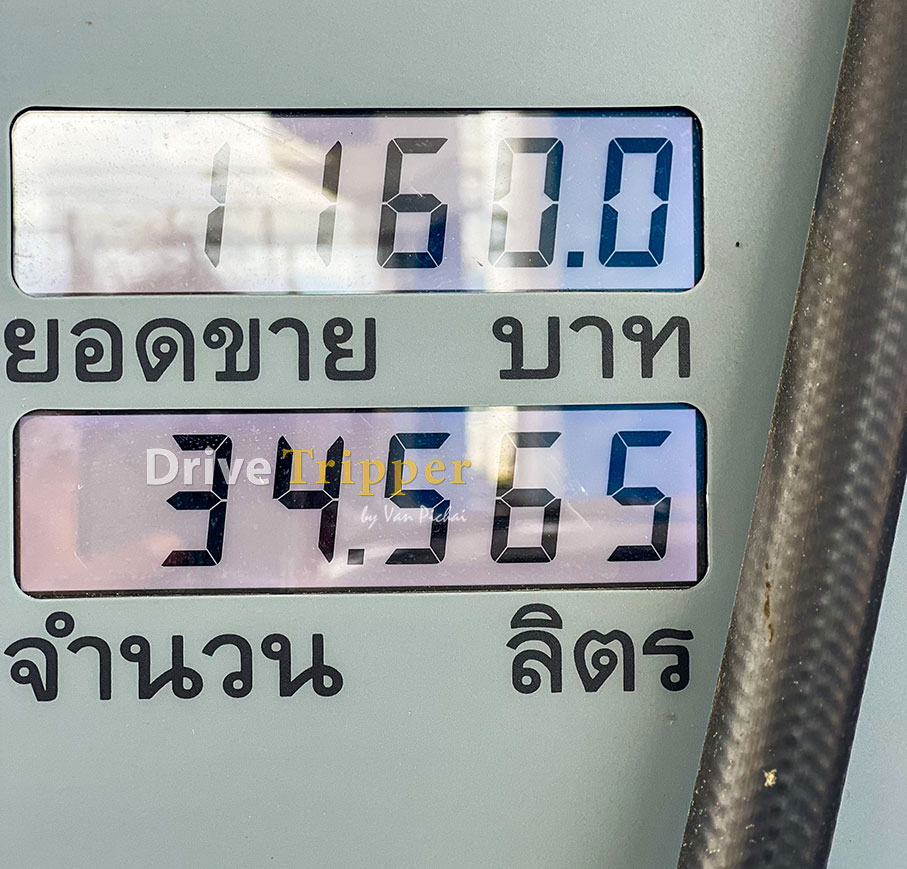 1160.0
ยอดขาย บาท
34.565
DriveTripper
by Van Pichai
จำนวน ลิตร